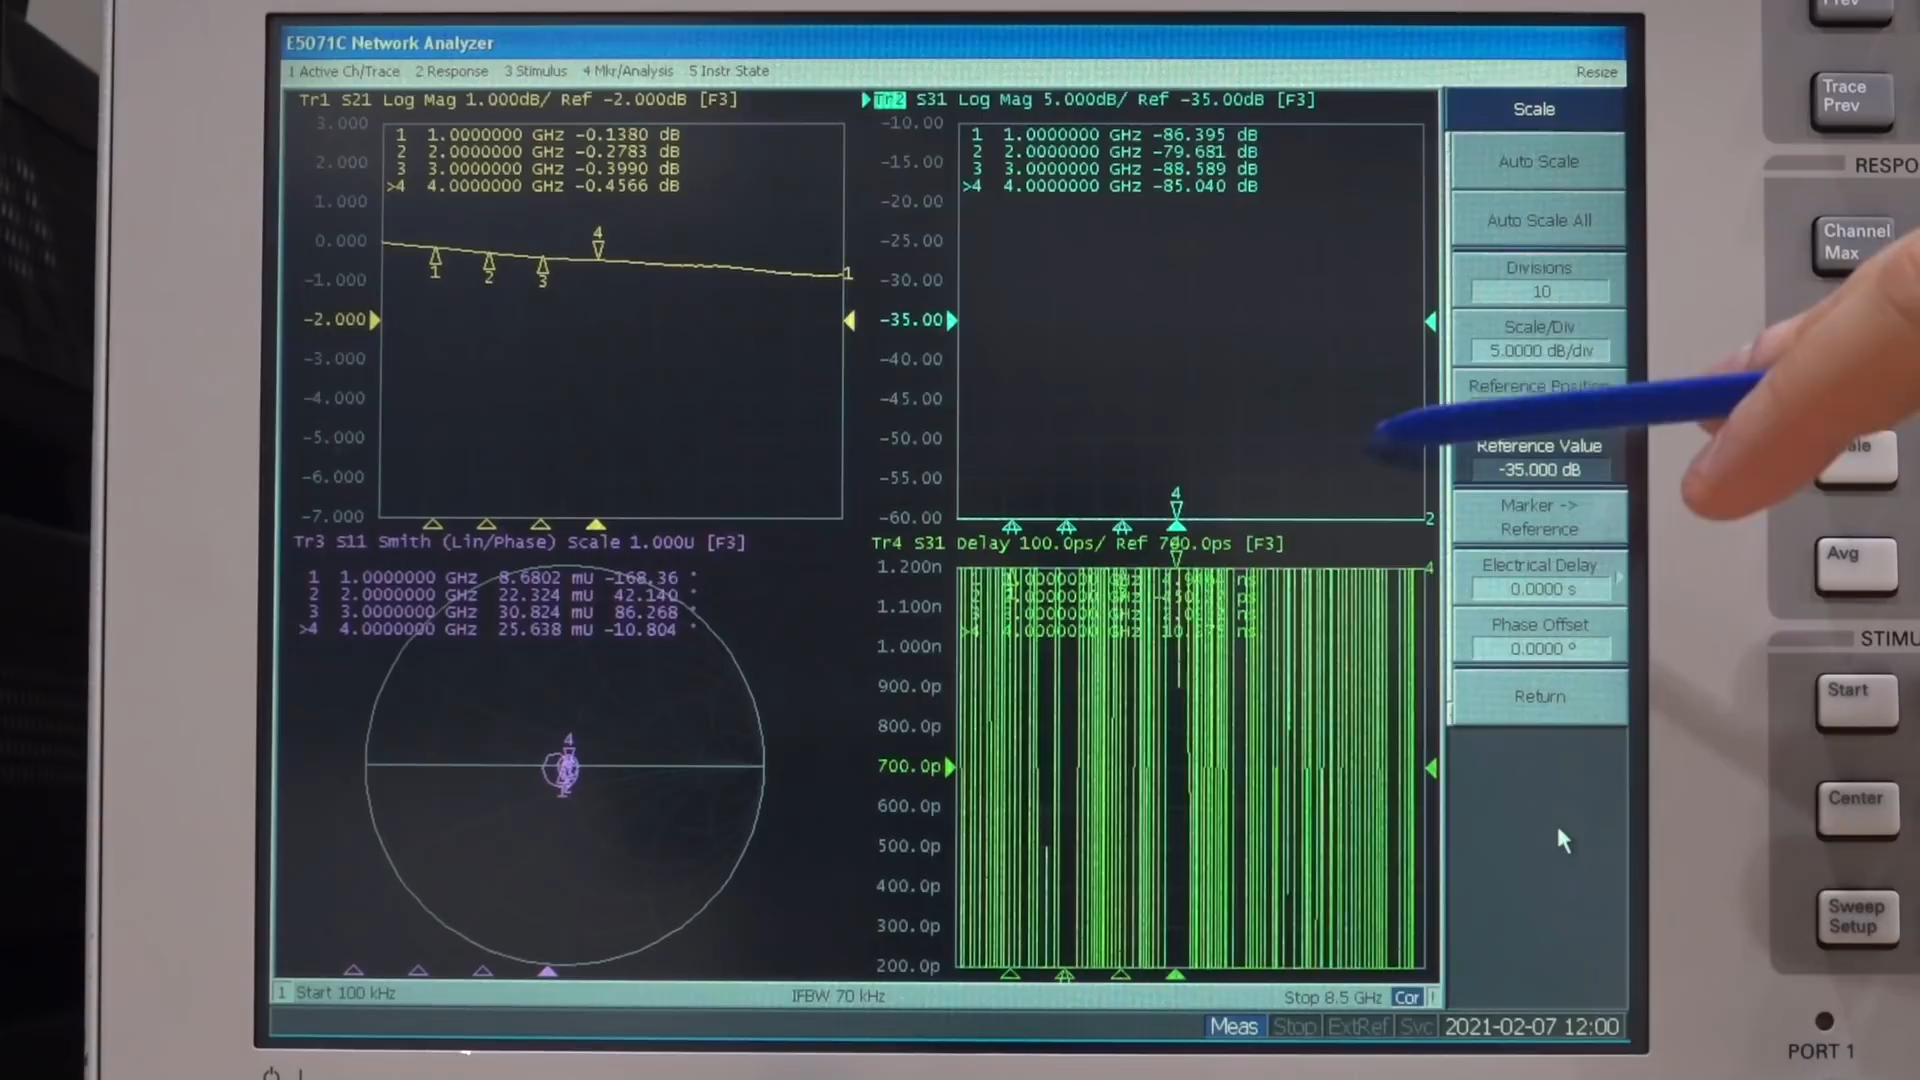 E5071C Network Analyzer
1 Active Ch/Trace 2 Response 3 Stimulus 4 Mkr/Analysis 5 Instr State
Resize
Tr1 S21 Log Mag 1.000dB/ Ref -2.000dB [F3]
3.000
2.000
1.000
0.000
-1.000
-2.000
-3.000
-4.000
-5.000
-6.000
-7.000
1 1.0000000 GHz -0.1380 dB
2 2.0000000 GHz -0.2783 dB
3 3.0000000 GHz -0.3990 dB
>4 4.0000000 GHz -0.4566 dB
1
2
3
4
1
Tr2 S31 Log Mag 5.000dB/ Ref -35.00dB [F3]
-10.00
-15.00
-20.00
-25.00
-30.00
-35.00
-40.00
-45.00
-50.00
-55.00
-60.00
1 1.0000000 GHz -86.395 dB
2 2.0000000 GHz -79.681 dB
3 3.0000000 GHz -88.589 dB
>4 4.0000000 GHz -85.040 dB
4
2
Tr3 S11 Smith (Lin/Phase) Scale 1.000U [F3]
1 1.0000000 GHz 8.6802 mU -168.36 °
2 2.0000000 GHz 22.324 mU 42.140 °
3 3.0000000 GHz 30.824 mU 86.268 °
>4 4.0000000 GHz 25.638 mU -10.804 °
4
Tr4 S31 Delay 100.0ps/ Ref 700.0ps [F3]
1.200n
1.100n
1.000n
900.0p
800.0p
700.0p
600.0p
500.0p
400.0p
300.0p
200.0p
4
1 Start 100 kHz
IFBW 70 kHz
Stop 8.5 GHz Cor !
Meas Stop ExtRef Svc 2021-02-07 12:00
Scale
Auto Scale
Auto Scale All
Divisions
10
Scale/Div
5.0000 dB/div
Reference Position
Reference Value
-35.000 dB
Marker ->
Reference
Electrical Delay
0.0000 s
Phase Offset
0.0000 °
Return
Prev
Trace
Prev
RESPO
Channel
Max
Avg
STIMU
Start
Center
Sweep
Setup
PORT 1